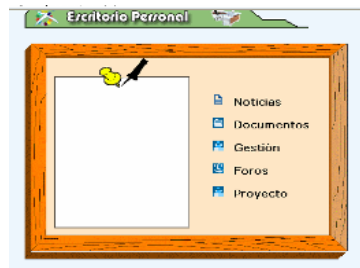 Escritorio Personal
Noticias
Documentos
Gestión
Foros
Proyecto